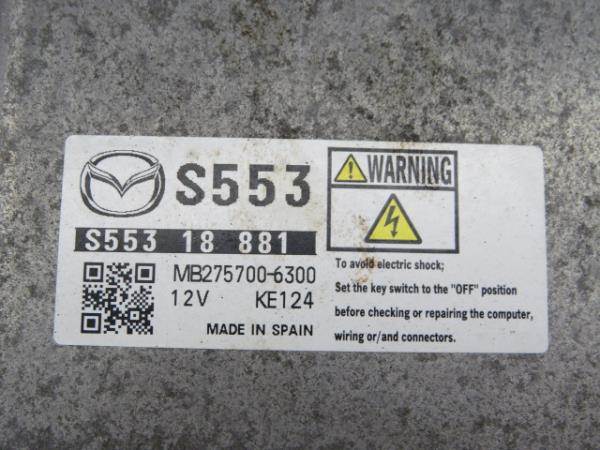 S553
S553 18 881
MB275700-6300
12V KE124
MADE IN SPAIN
WARNING
To avoid electric shock;
Set the key switch to the "OFF" position
before checking or repairing the computer,
wiring or/and connectors.